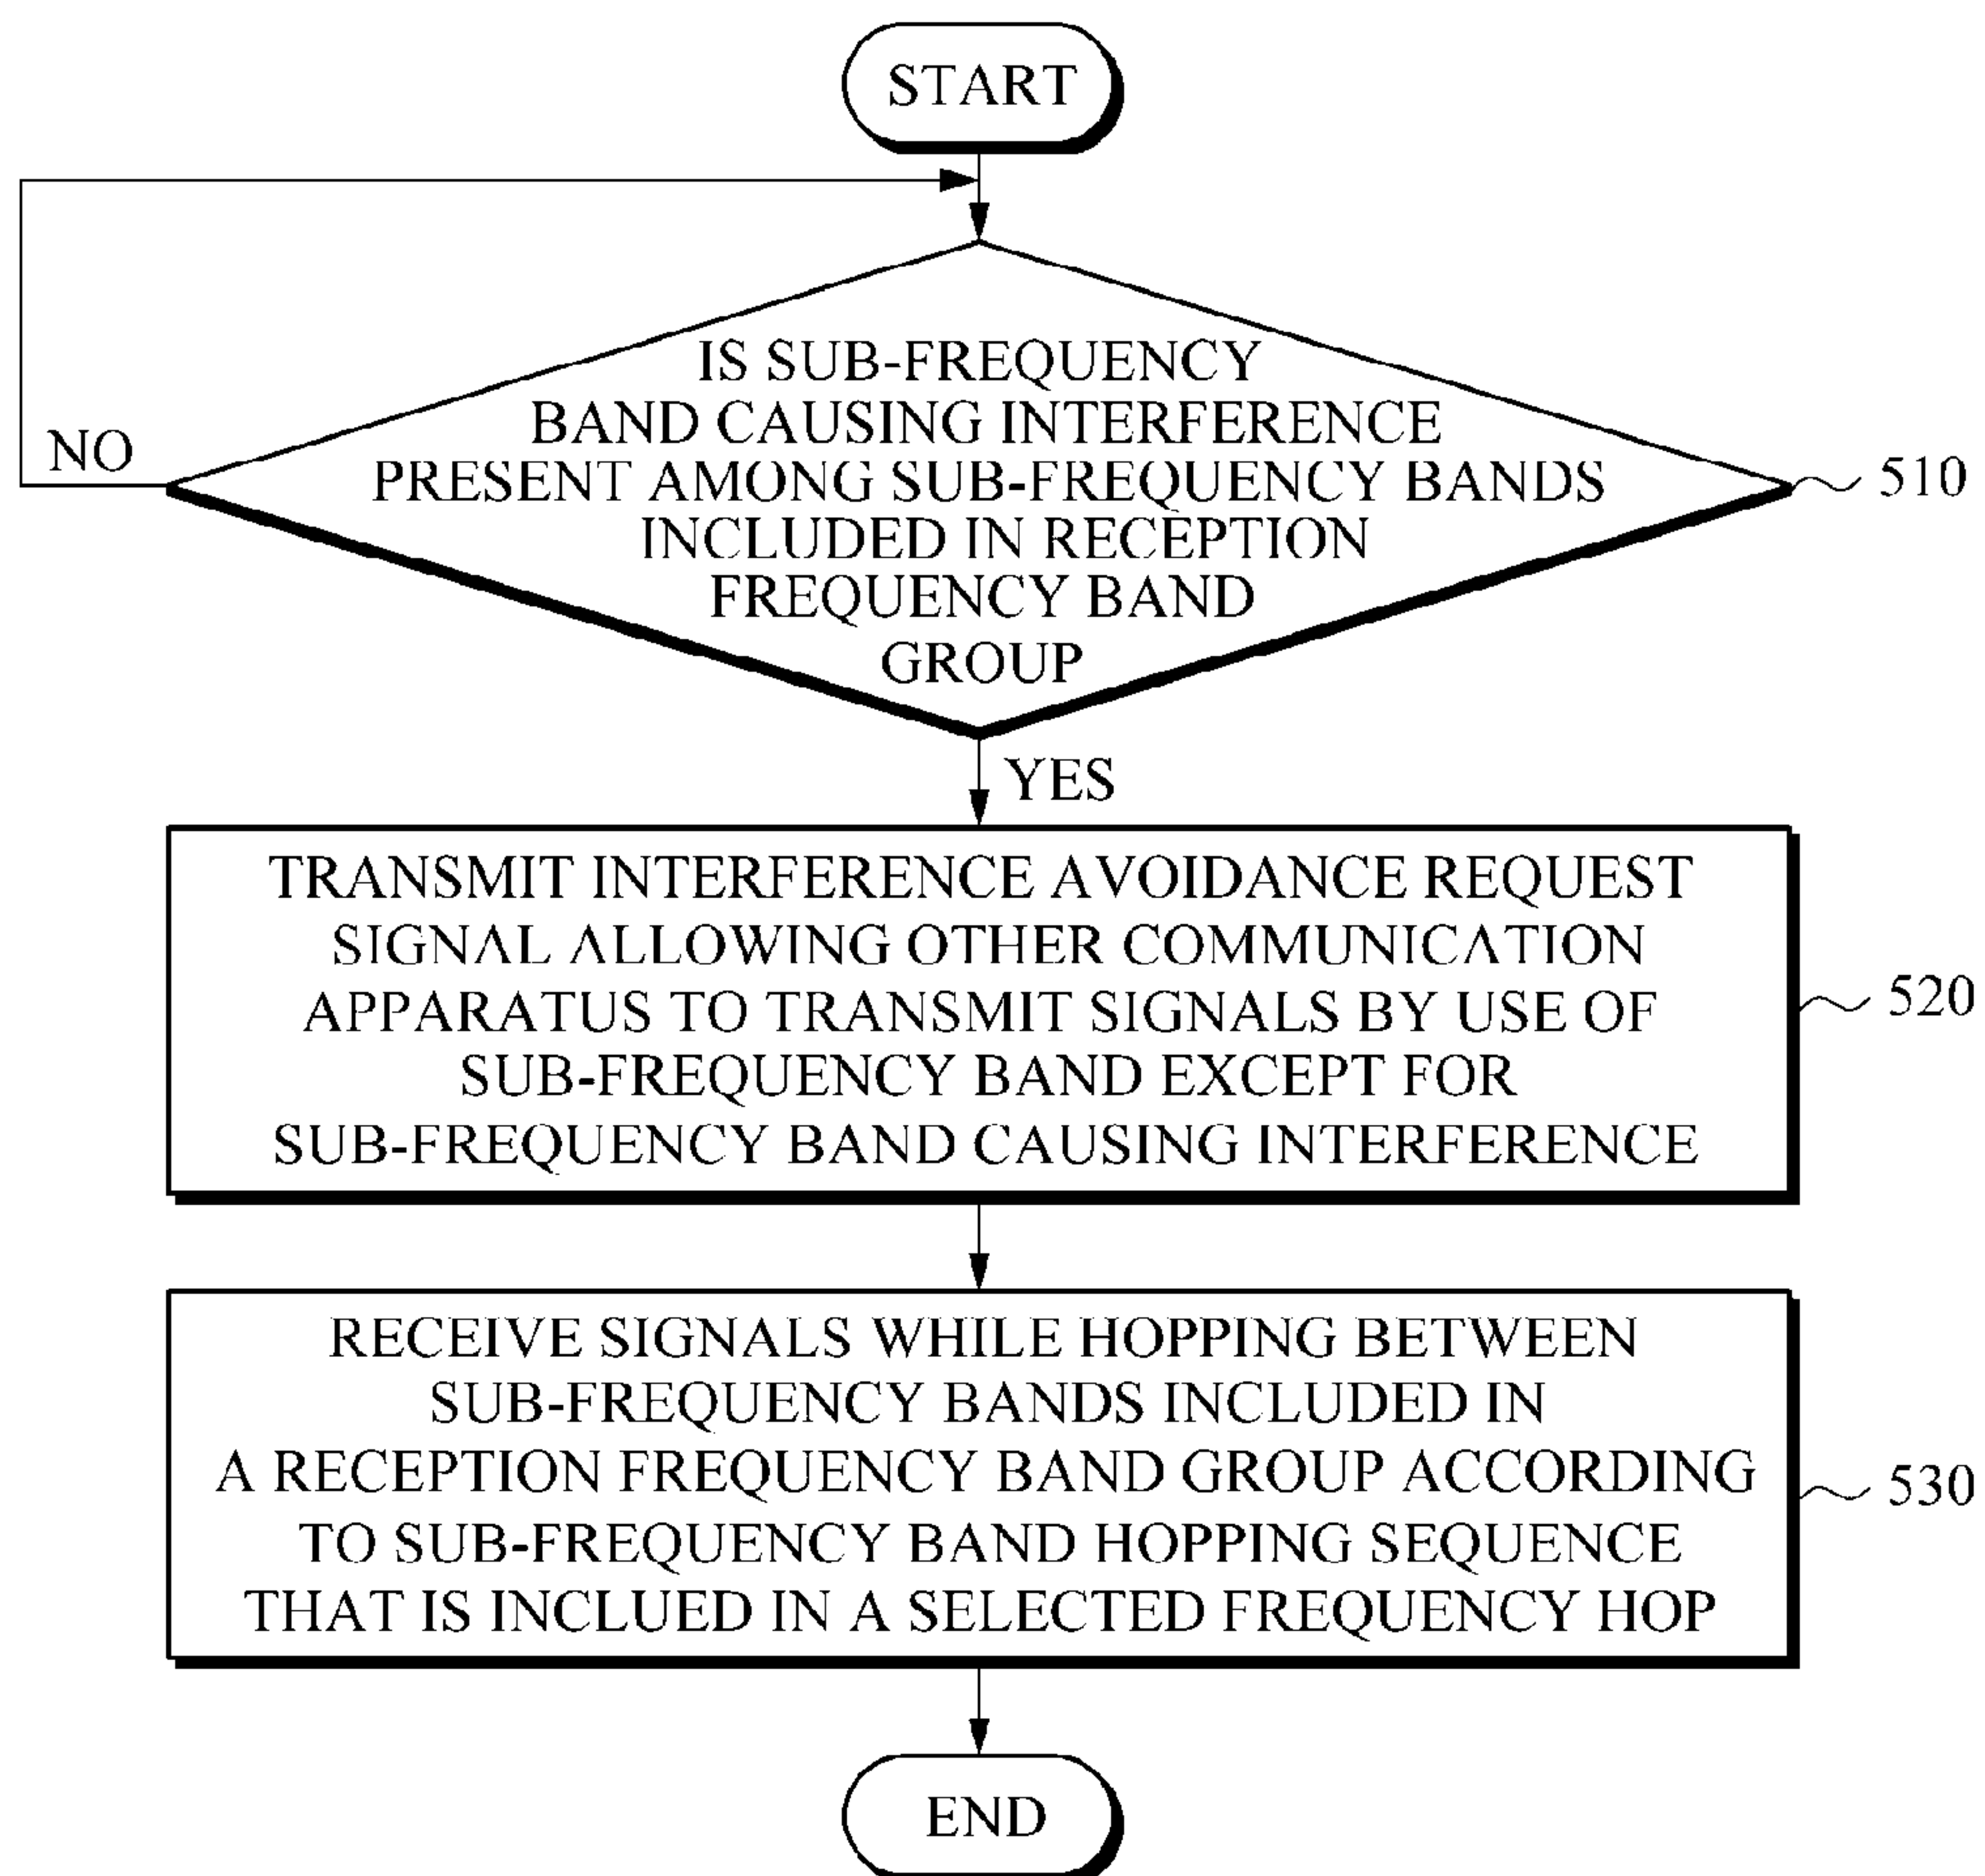 START
IS SUB-FREQUENCY
BAND CAUSING INTERFERENCE
PRESENT AMONG SUB-FREQUENCY BANDS
INCLUDED IN RECEPTION
FREQUENCY BAND
GROUP
NO
510
YES
TRANSMIT INTERFERENCE AVOIDANCE REQUEST
SIGNAL ALLOWING OTHER COMMUNICATION
APPARATUS TO TRANSMIT SIGNALS BY USE OF
SUB-FREQUENCY BAND EXCEPT FOR
SUB-FREQUENCY BAND CAUSING INTERFERENCE
520
RECEIVE SIGNALS WHILE HOPPING BETWEEN
SUB-FREQUENCY BANDS INCLUDED IN
A RECEPTION FREQUENCY BAND GROUP ACCORDING
TO SUB-FREQUENCY BAND HOPPING SEQUENCE
THAT IS INCLUED IN A SELECTED FREQUENCY HOP
530
END